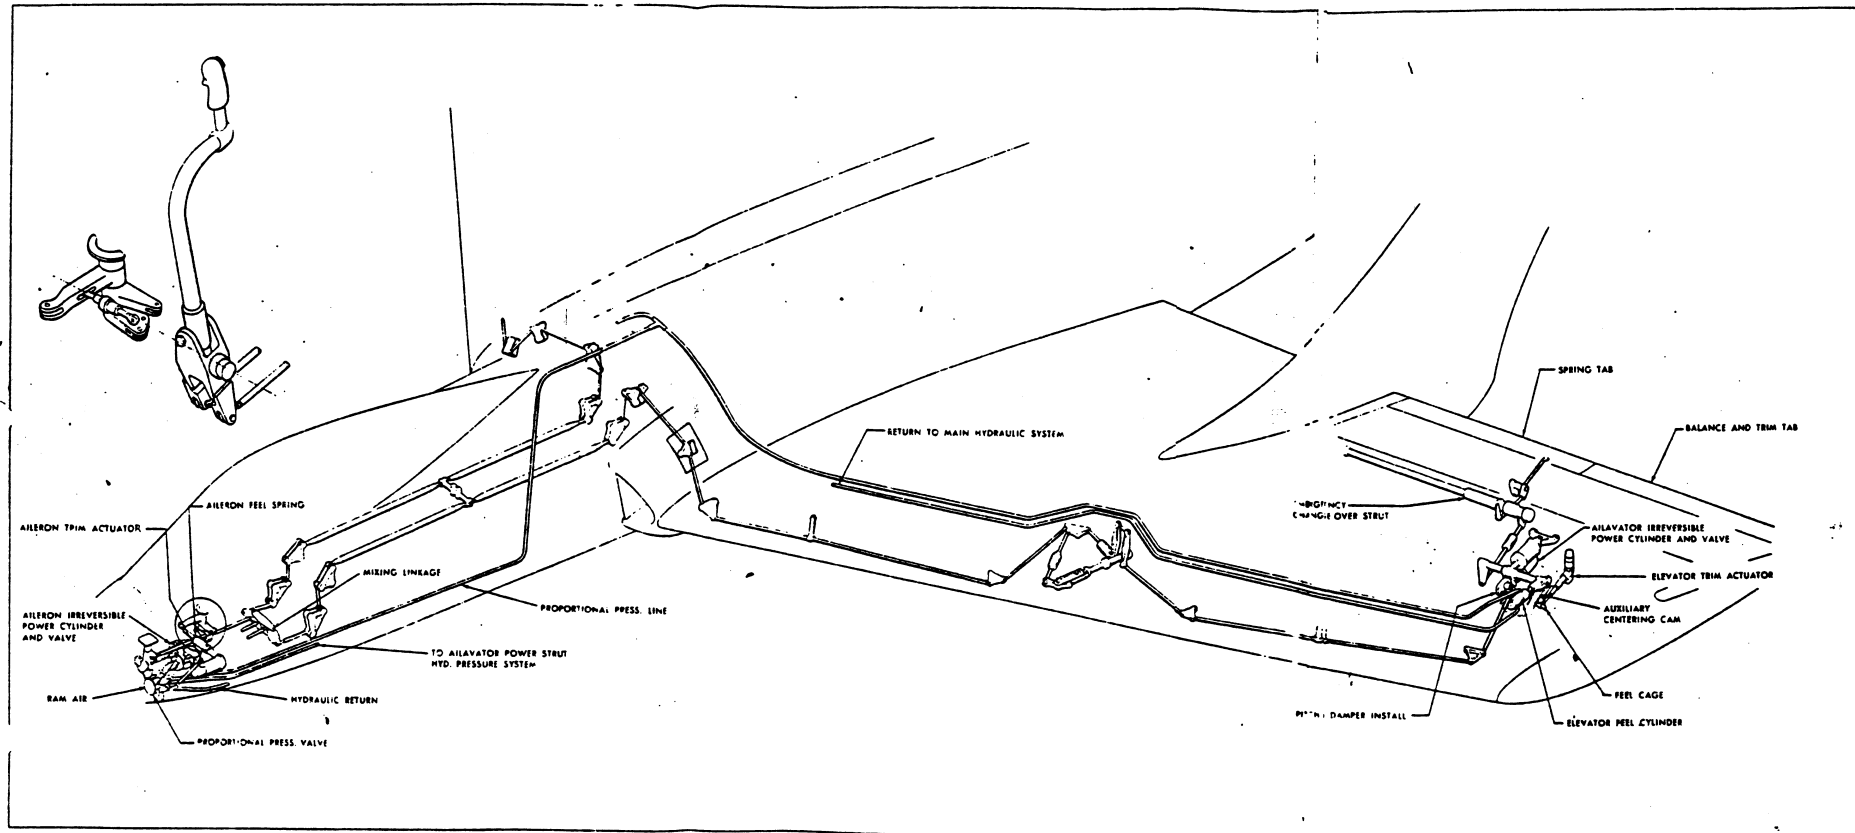 SPRING TAB
BALANCE AND TRIM TAB
RETURN TO MAIN HYDRAULIC SYSTEM
AILERON FEEL SPRING
CHANGE OVER STRUT
AILERON TRIM ACTUATOR
AILAVATOR IRREVERSIBLE
POWER CYLINDER AND VALVE
MIXING LINKAGE
ELEVATOR TRIM ACTUATOR
PROPORTIONAL PRESS. LINE
AILERON IRREVERSIBLE
POWER CYLINDER
AND VALVE
AUXILIARY
CENTERING CAM
TO AILAVATOR POWER STRUT
HYD. PRESSURE SYSTEM
RAM AIR
HYDRAULIC RETURN
FEEL CAGE
DAMPER INSTALL
ELEVATOR FEEL CYLINDER
PROPORTIONAL PRESS. VALVE